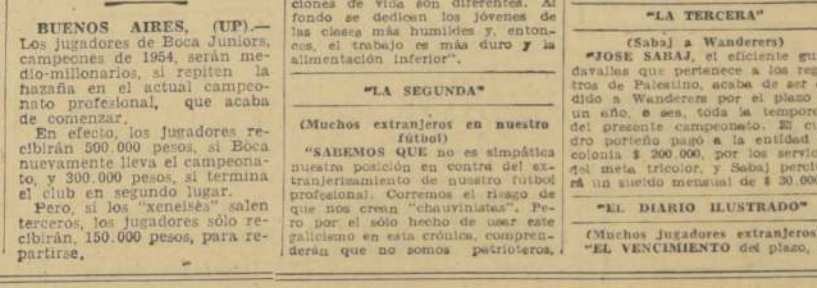 BUENOS AIRES, (UP).—
Los jugadores de Boca Juniors,
campeones de 1954, serán me-
dio-millonarios, si repiten la
hazaña en el actual campeo-
nato profesional, que acaba
de comenzar.
En efecto, los jugadores re-
cibirán 500.000 pesos, si Boca
nuevamente lleva el campeona-
to, y 300.000 pesos, si termina
el club en segundo lugar.
Pero, si los "xeneises" salen
terceros, los jugadores sólo re-
cibirán, 150.000 pesos, para re-
partirse.
ciones de vida son diferentes. Al
fondo se dedican los jóvenes de
las clases más humildes y, enton-
ces, el trabajo es más duro y la
alimentación inferior".
"LA SEGUNDA"
(Muchos extranjeros en nuestro
fútbol)
"SABEMOS QUE no es simpática
nuestra posición en contra del ex-
tranjerisamiento de nuestro fútbol
profesional. Corremos el riesgo de
que nos crean "chauvinistas". Pe-
ro por el sólo hecho de usar este
galicismo en esta crónica, compren-
derán que no somos patrioteros,
"LA TERCERA"
(Sabaj a Wanderers)
"JOSE SABAJ, el eficiente gu
davallas que pertenece a los reg
tros de Palestino, acaba de ser
dido a Wanderers por el plazo
un año, o sea, toda la tempor
del presente campeonato. El cu
dro porteño pagó a la entidad
colonia $ 200.000, por los servic
del meta tricolor, y Sabaj perci
rá un sueldo mensual de $ 30.000
"EL DIARIO ILUSTRADO"
(Muchos jugadores extranjeros
"EL VENCIMIENTO del plazo,